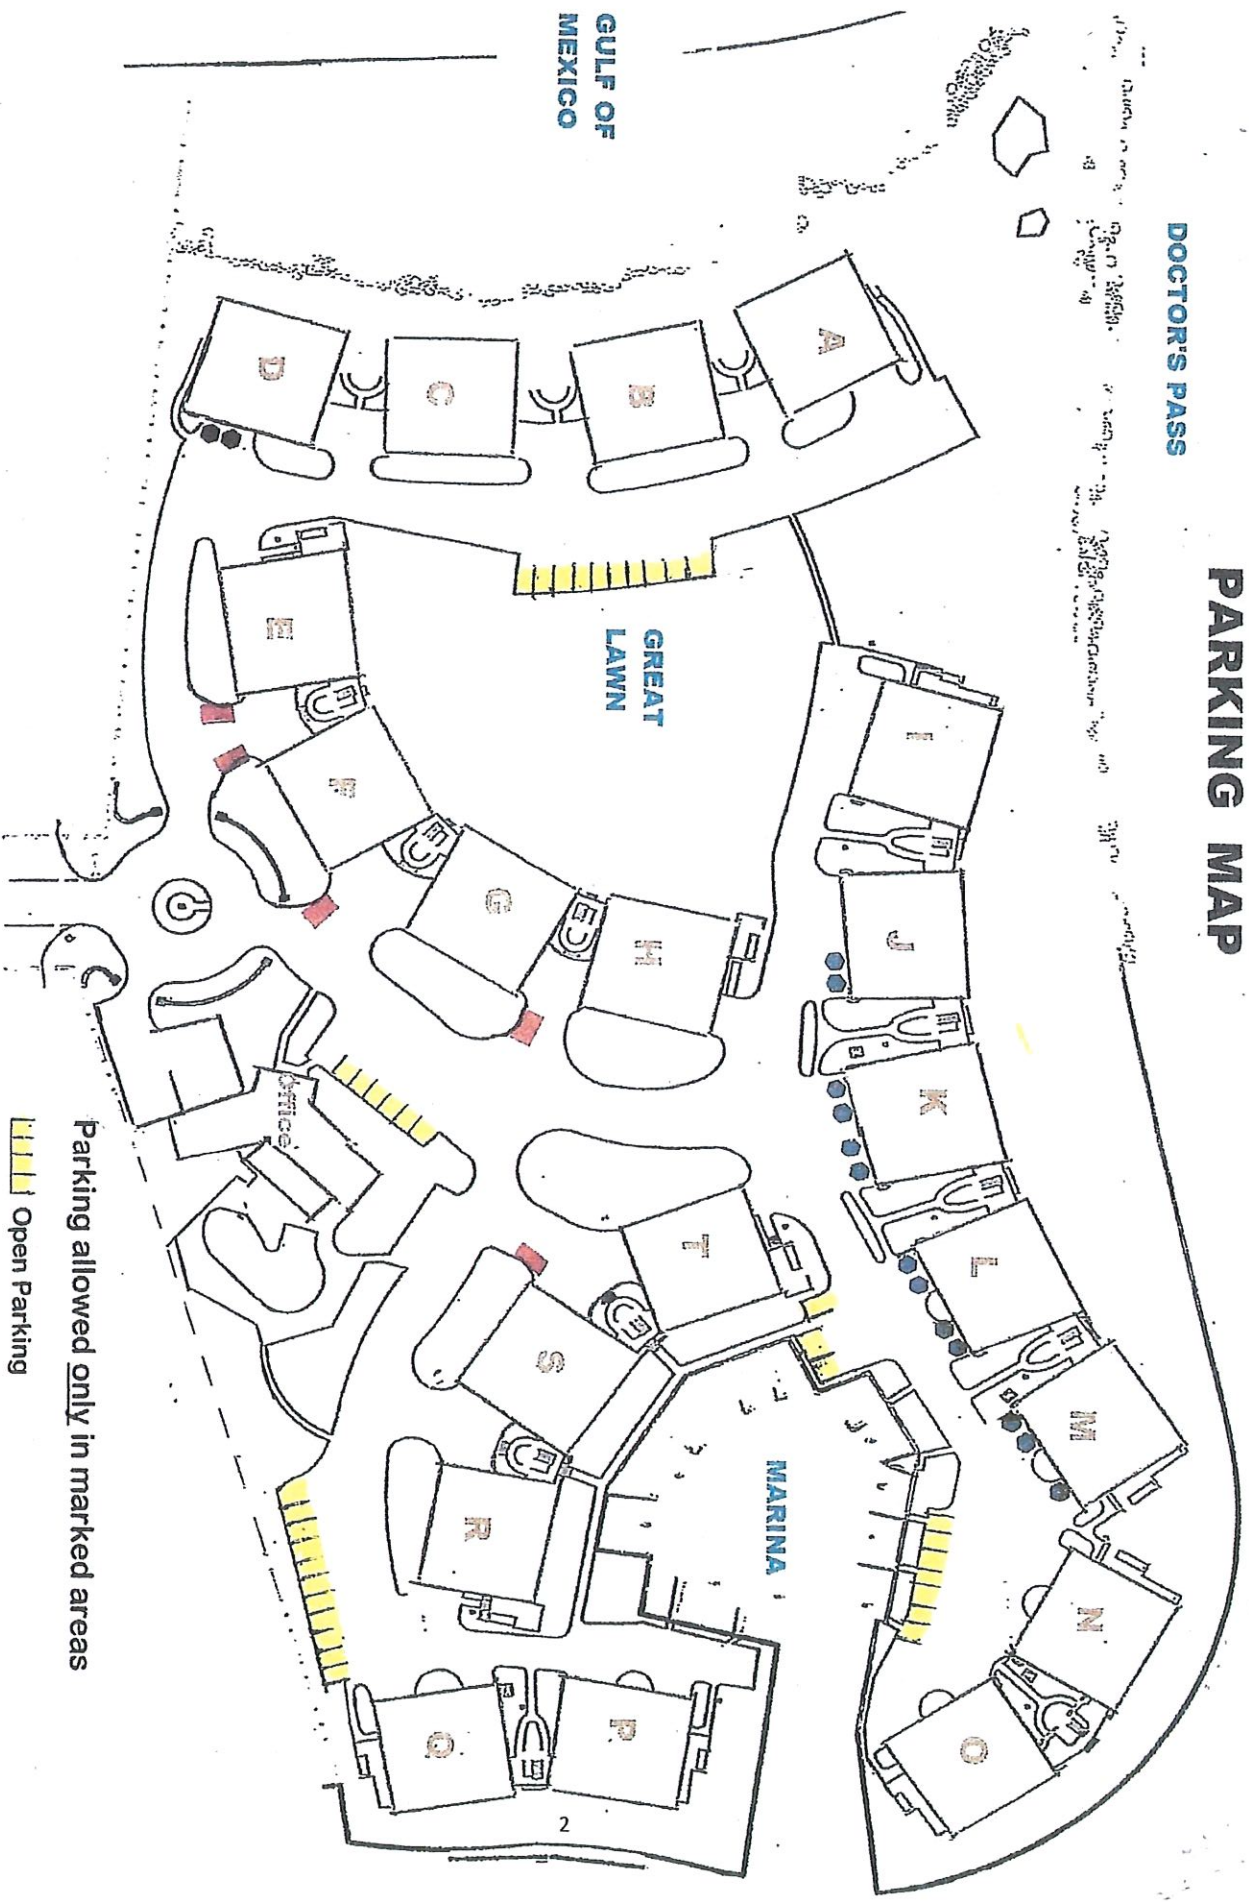 PARKING MAP
DOCTOR'S PASS
GULF OF
MEXICO
GREAT
LAWN
MARINA
A
B
C
D
E
F
G
H
I
J
K
L
M
N
O
P
Q
R
S
T
Office
Parking allowed only in marked areas
Open Parking
2